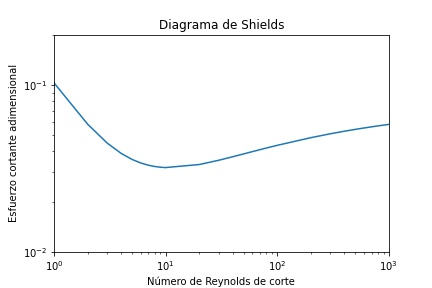 Diagrama de Shields
Esfuerzo cortante adimensional
10⁻¹
10⁻²
10⁰ 10¹ 10² 10³
Número de Reynolds de corte